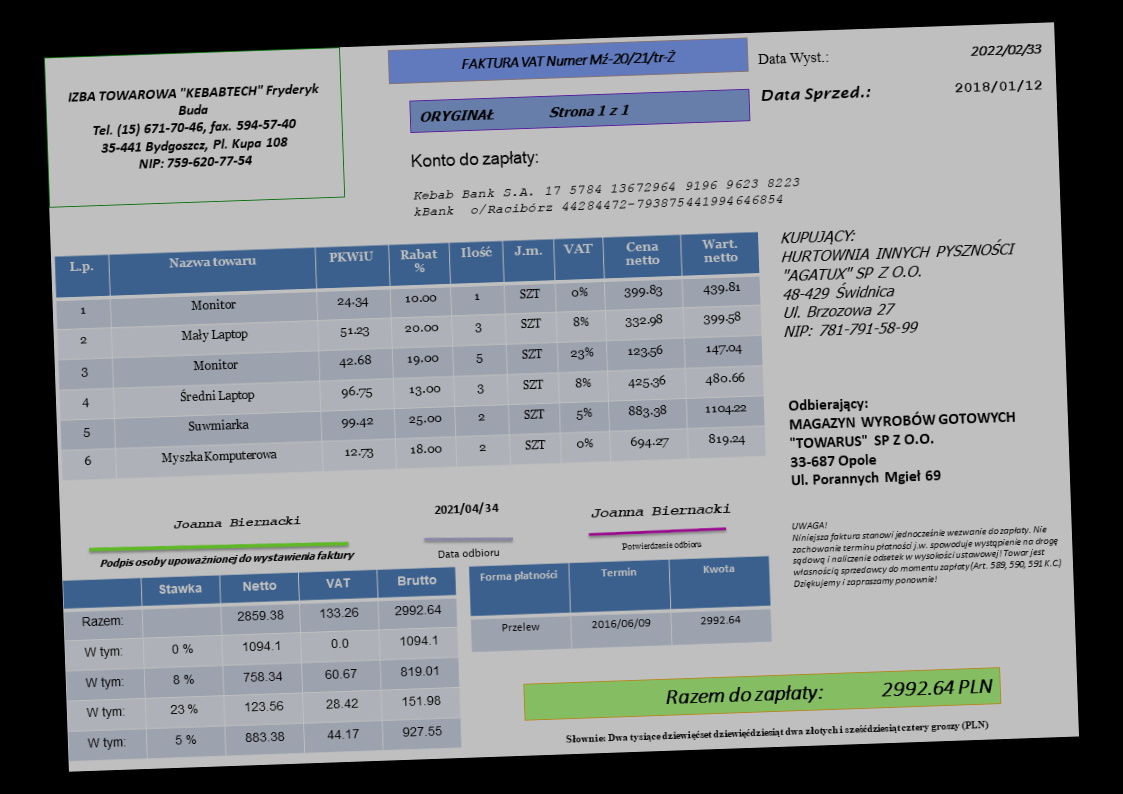 IZBA TOWAROWA "KEBABTECH" Fryderyk
Buda
Tel. (15) 671-70-46, fax. 594-57-40
35-441 Bydgoszcz, Pl. Kupa 108
NIP: 759-620-77-54
FAKTURA VAT Numer Mź-20/21/tr-Ż
ORYGINAŁ Strona 1 z 1
Data Wyst.: 2022/02/33
Data Sprzed.: 2018/01/12
Konto do zapłaty:
Kebab Bank S.A. 17 5784 13672964 9196 9623 8223
kBank o/Racibórz 44284472-793875441994646854
KUPUJĄCY:
HURTOWNIA INNYCH PYSZNOŚCI
"AGATUX" SP Z O.O.
48-429 Świdnica
Ul. Brzozowa 27
NIP: 781-791-58-99
L.p. Nazwa towaru PKWiU Rabat % Ilość J.m. VAT Cena netto Wart. netto
1 Monitor 24.34 10.00 1 SZT 0% 399.83 439.81
2 Mały Laptop 51.23 20.00 3 SZT 8% 332.98 399.58
3 Monitor 42.68 19.00 5 SZT 23% 123.56 147.04
4 Średni Laptop 96.75 13.00 3 SZT 8% 425.36 480.66
5 Suwmiarka 99.42 25.00 2 SZT 5% 883.38 1104.22
6 Myszka Komputerowa 12.73 18.00 2 SZT 0% 694.27 819.24
Odbierający:
MAGAZYN WYROBÓW GOTOWYCH
"TOWARUS" SP Z O.O.
33-687 Opole
Ul. Porannych Mgieł 69
Joanna Biernacki
Podpis osoby upoważnionej do wystawienia faktury
2021/04/34
Data odbioru
Joanna Biernacki
Potwierdzenie odbioru
UWAGA!
Niniejsza faktura stanowi jednocześnie wezwanie do zapłaty. Nie
zachowanie terminu płatności j.w. spowoduje wystąpienie na drogę
sądową i naliczenie odsetek w wysokości ustawowej! Towar jest
własnością sprzedawcy do momentu zapłaty (Art. 589, 590, 591 K.C.)
Dziękujemy i zapraszamy ponownie!
Stawka Netto VAT Brutto
Razem: 2859.38 133.26 2992.64
W tym: 0 % 1094.1 0.0 1094.1
W tym: 8 % 758.34 60.67 819.01
W tym: 23 % 123.56 28.42 151.98
W tym: 5 % 883.38 44.17 927.55
Forma płatności Termin Kwota
Przelew 2016/06/09 2992.64
Razem do zapłaty: 2992.64 PLN
Słownie: Dwa tysiące dziewięćset dziewięćdziesiąt dwa złotych i sześćdziesiąt cztery groszy (PLN)